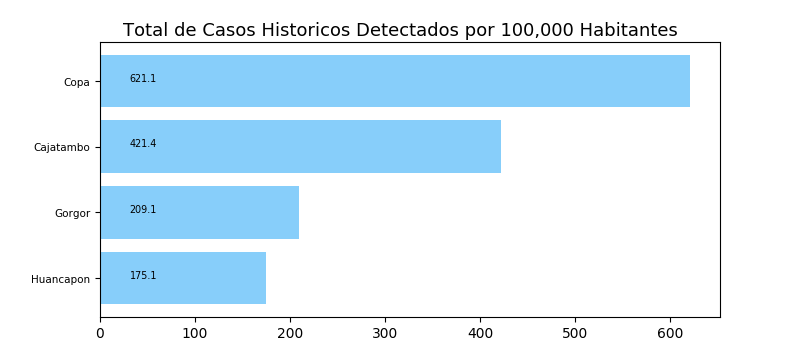 Total de Casos Historicos Detectados por 100,000 Habitantes
Copa 621.1
Cajatambo 421.4
Gorgor 209.1
Huancapon 175.1
0 100 200 300 400 500 600